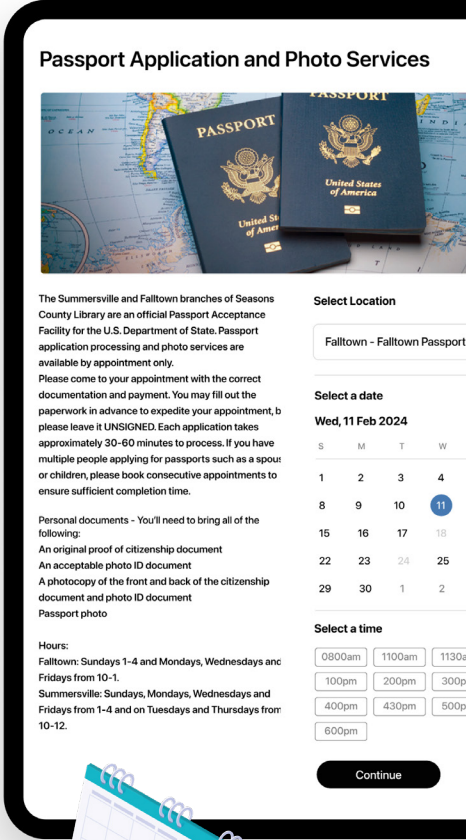 Passport Application and Photo Services
OCEAN
PASSPORT
PASSPORT
United States
of America
United St
of Amer
The Summersville and Falltown branches of Seasons
County Library are an official Passport Acceptance
Facility for the U.S. Department of State. Passport
application processing and photo services are
available by appointment only.
Please come to your appointment with the correct
documentation and payment. You may fill out the
paperwork in advance to expedite your appointment, b
please leave it UNSIGNED. Each application takes
approximately 30-60 minutes to process. If you have
multiple people applying for passports such as a spous
or children, please book consecutive appointments to
ensure sufficient completion time.
Personal documents - You'll need to bring all of the
following:
An original proof of citizenship document
An acceptable photo ID document
A photocopy of the front and back of the citizenship
document and photo ID document
Passport photo
Hours:
Falltown: Sundays 1-4 and Mondays, Wednesdays and
Fridays from 10-1.
Summersville: Sundays, Mondays, Wednesdays and
Fridays from 1-4 and on Tuesdays and Thursdays from
10-12.
Select Location
Falltown - Falltown Passport
Select a date
Wed, 11 Feb 2024
S M T W
1 2 3 4
8 9 10 11
15 16 17 18
22 23 24 25
29 30 1 2
Select a time
0800am 1100am 1130a
100pm 200pm 300p
400pm 430pm 500p
600pm
Continue